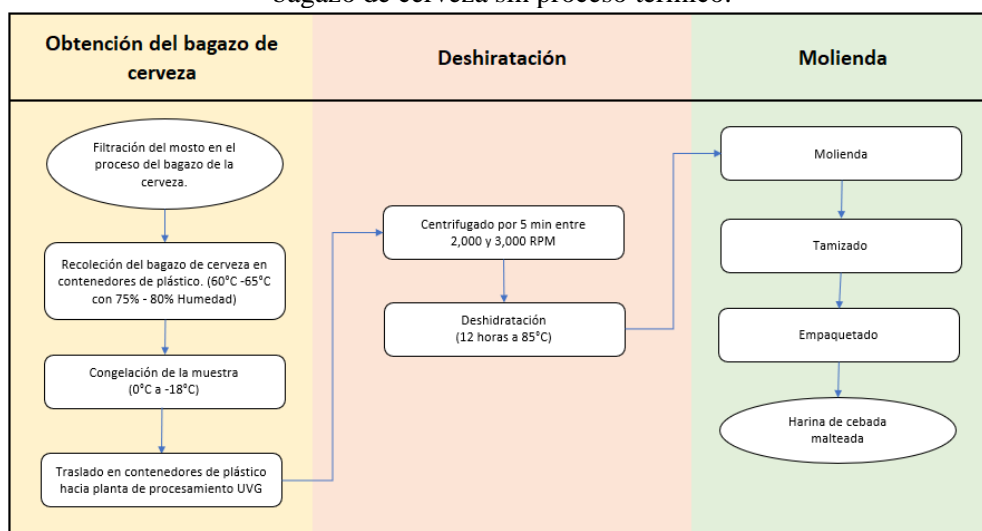 bagazo de cerveza sin proceso térmico.
Obtención del bagazo de
cerveza
Deshiratación
Molienda
Filtración del mosto en el
proceso del bagazo de la
cerveza.
Recoleción del bagazo de cerveza en
contenedores de plástico. (60°C -65°C
con 75% - 80% Humedad)
Congelación de la muestra
(0°C a -18°C)
Traslado en contenedores de plástico
hacia planta de procesamiento UVG
Centrifugado por 5 min entre
2,000 y 3,000 RPM
Deshidratación
(12 horas a 85°C)
Molienda
Tamizado
Empaquetado
Harina de cebada
malteada